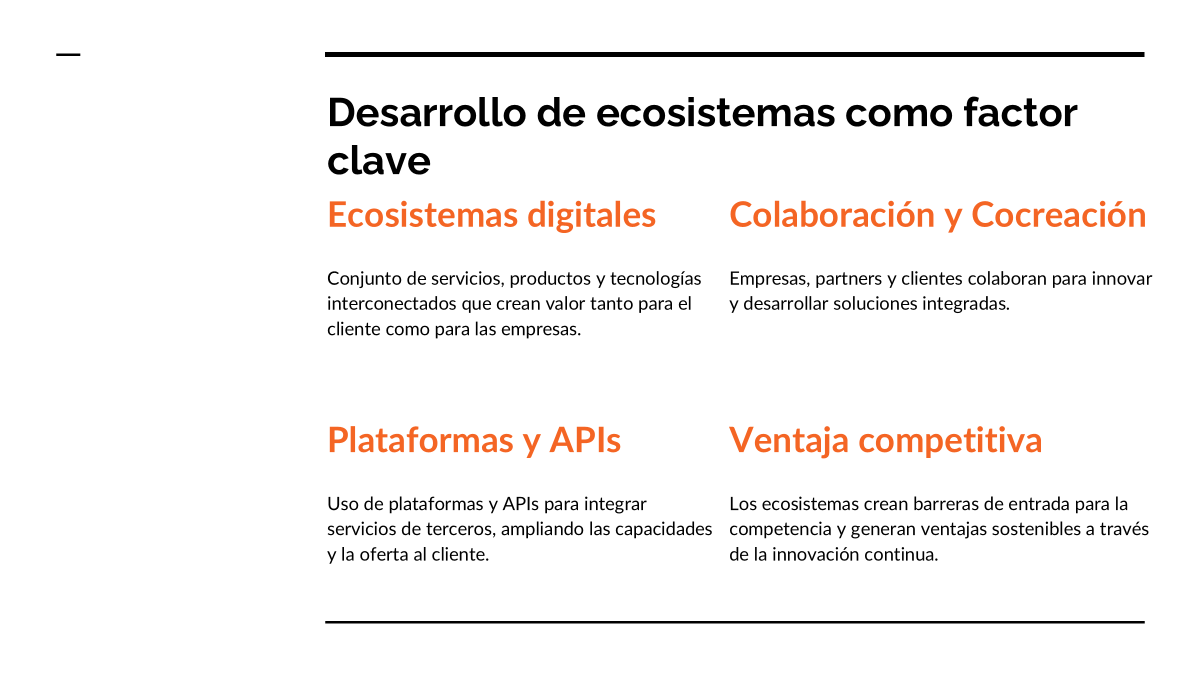 Desarrollo de ecosistemas como factor
clave
Ecosistemas digitales
Conjunto de servicios, productos y tecnologías
interconectados que crean valor tanto para el
cliente como para las empresas.
Colaboración y Cocreación
Empresas, partners y clientes colaboran para innovar
y desarrollar soluciones integradas.
Plataformas y APIs
Uso de plataformas y APIs para integrar
servicios de terceros, ampliando las capacidades
y la oferta al cliente.
Ventaja competitiva
Los ecosistemas crean barreras de entrada para la
competencia y generan ventajas sostenibles a través
de la innovación continua.